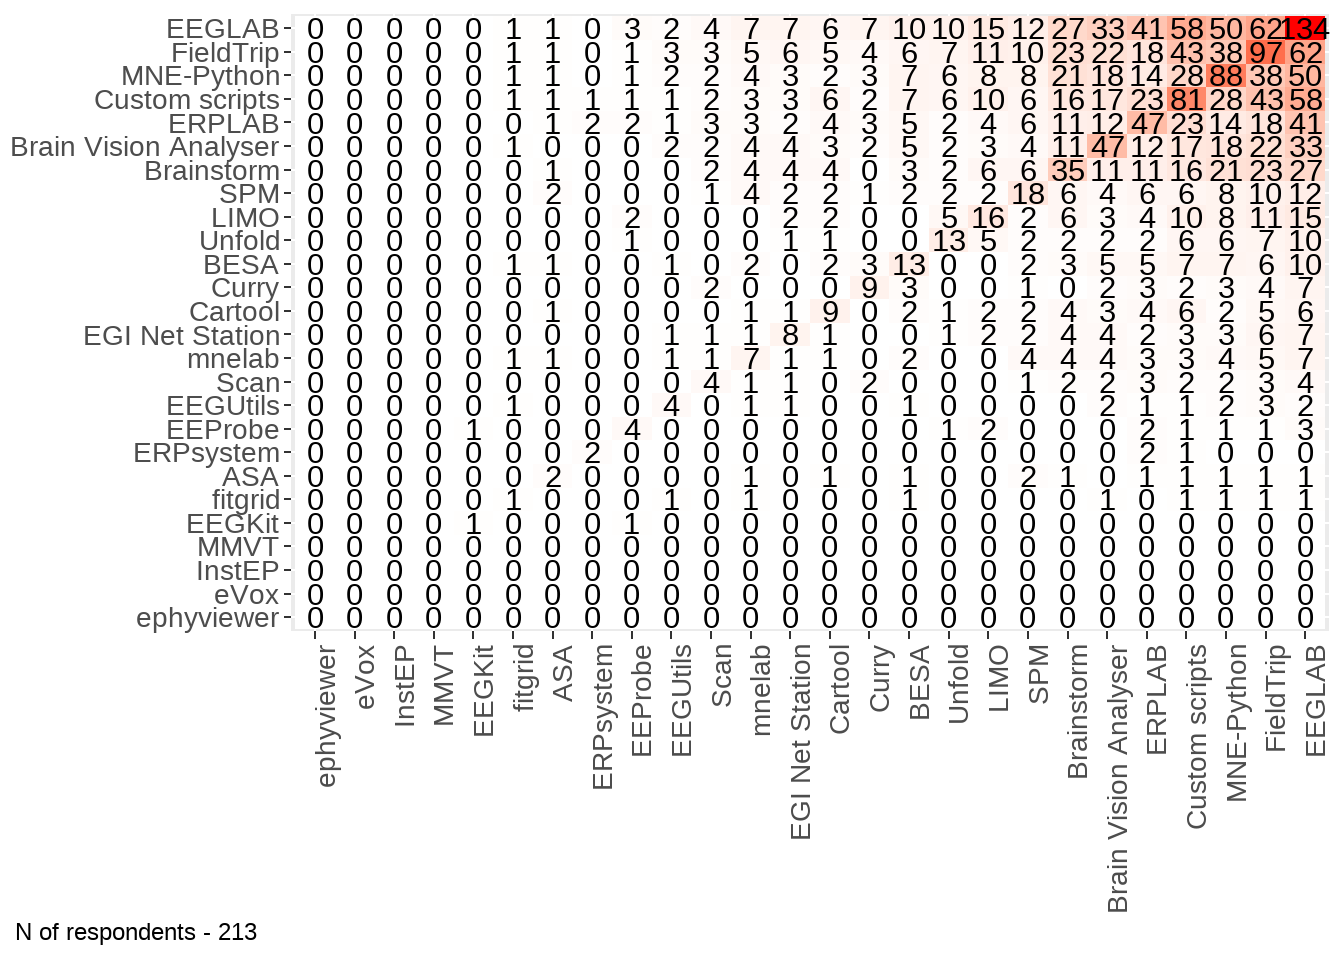 EEGLAB 0 0 0 0 0 1 1 0 3 2 4 7 7 6 7 10 10 15 12 27 33 41 58 50 62 134
FieldTrip 0 0 0 0 0 1 1 0 1 3 3 5 6 5 4 6 7 11 10 23 22 18 43 38 97 62
MNE-Python 0 0 0 0 0 1 1 0 1 2 2 4 3 2 3 7 6 8 8 21 18 14 28 88 38 50
Custom scripts 0 0 0 0 0 1 1 1 1 1 2 3 3 6 2 7 6 10 6 16 17 23 81 28 43 58
ERPLAB 0 0 0 0 0 0 1 2 2 1 3 3 2 4 3 5 2 4 6 11 12 47 23 14 18 41
Brain Vision Analyser 0 0 0 0 0 1 0 0 0 2 2 4 4 3 2 5 2 3 4 11 47 12 17 18 22 33
Brainstorm 0 0 0 0 0 0 1 0 0 0 2 4 4 4 0 3 2 6 6 35 11 11 16 21 23 27
SPM 0 0 0 0 0 0 2 0 0 0 1 4 2 2 1 2 2 2 18 6 4 6 6 8 10 12
LIMO 0 0 0 0 0 0 0 0 2 0 0 0 2 2 0 0 5 16 2 6 3 4 10 8 11 15
Unfold 0 0 0 0 0 0 0 0 1 0 0 0 1 1 0 0 13 5 2 2 2 2 6 6 7 10
BESA 0 0 0 0 0 1 1 0 0 1 0 2 0 2 3 13 0 0 2 3 5 5 7 7 6 10
Curry 0 0 0 0 0 0 0 0 0 0 2 0 0 0 9 3 0 0 1 0 2 3 2 3 4 7
Cartool 0 0 0 0 0 0 1 0 0 0 0 1 1 9 0 2 1 2 2 4 3 4 6 2 5 6
EGI Net Station 0 0 0 0 0 0 0 0 0 1 1 1 8 1 0 0 1 2 2 4 4 2 3 3 6 7
mnelab 0 0 0 0 0 1 1 0 0 1 1 7 1 1 0 2 0 0 4 4 4 3 3 4 5 7
Scan 0 0 0 0 0 0 0 0 0 0 4 1 1 0 2 0 0 0 1 2 2 3 2 2 3 4
EEGUtils 0 0 0 0 0 1 0 0 0 4 0 1 1 0 0 1 0 0 0 0 2 1 1 2 3 2
EEProbe 0 0 0 0 1 0 0 0 4 0 0 0 0 0 0 0 1 2 0 0 0 2 1 1 1 3
ERPsystem 0 0 0 0 0 0 0 2 0 0 0 0 0 0 0 0 0 0 0 0 0 2 1 0 0 0
ASA 0 0 0 0 0 0 2 0 0 0 0 1 0 1 0 1 0 0 2 1 0 1 1 1 1 1
fitgrid 0 0 0 0 0 1 0 0 0 1 0 1 0 0 0 1 0 0 0 0 1 0 1 1 1 1
EEGKit 0 0 0 0 1 0 0 0 1 0 0 0 0 0 0 0 0 0 0 0 0 0 0 0 0 0
MMVT 0 0 0 0 0 0 0 0 0 0 0 0 0 0 0 0 0 0 0 0 0 0 0 0 0 0
InstEP 0 0 0 0 0 0 0 0 0 0 0 0 0 0 0 0 0 0 0 0 0 0 0 0 0 0
eVox 0 0 0 0 0 0 0 0 0 0 0 0 0 0 0 0 0 0 0 0 0 0 0 0 0 0
ephyviewer 0 0 0 0 0 0 0 0 0 0 0 0 0 0 0 0 0 0 0 0 0 0 0 0 0 0
ephyviewer
eVox
InstEP
MMVT
EEGKit
fitgrid
ASA
ERPsystem
EEProbe
EEGUtils
Scan
mnelab
EGI Net Station
Cartool
Curry
BESA
Unfold
LIMO
SPM
Brainstorm
Brain Vision Analyser
ERPLAB
Custom scripts
MNE-Python
FieldTrip
EEGLAB
N of respondents - 213